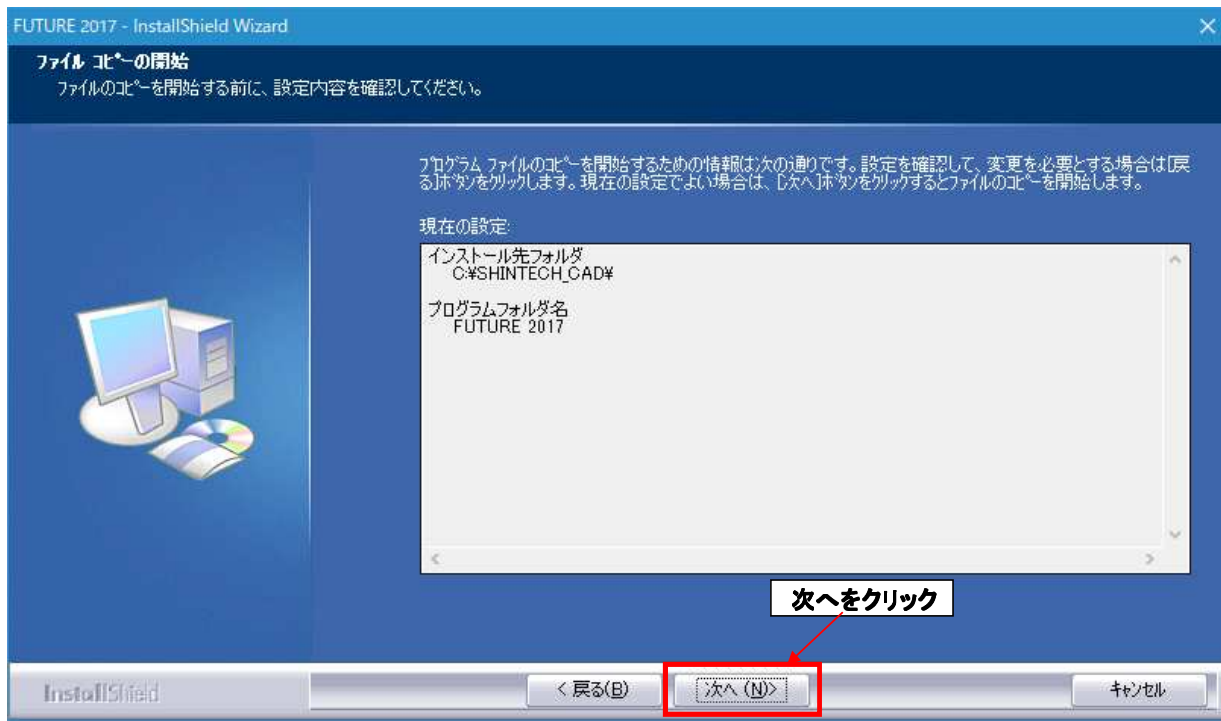 FUTURE 2017 - InstallShield Wizard
ファイル コピーの開始
ファイルのコピーを開始する前に、設定内容を確認してください。
プログラム ファイルのコピーを開始するための情報は次の通りです。設定を確認して、変更を必要とする場合は[戻
る]ボタンをクリックします。現在の設定でよい場合は、[次へ]ボタンをクリックするとファイルのコピーを開始します。
現在の設定:
インストール先フォルダ
C:¥SHINTECH_CAD¥
プログラムフォルダ名
FUTURE 2017
次へをクリック
InstallShield
< 戻る(B)
次へ (N)>
キャンセル